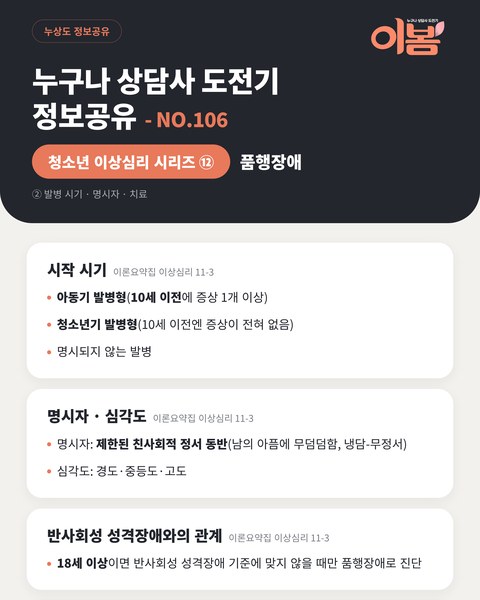 누상도 정보공유
누구나 상담사 도전기
이봄
누구나 상담사 도전기
정보공유 - NO.106
청소년 이상심리 시리즈 ⑫ 품행장애
② 발병 시기 · 명시자 · 치료
시작 시기 이론요약집 이상심리 11-3
• 아동기 발병형(10세 이전에 증상 1개 이상)
• 청소년기 발병형(10세 이전엔 증상이 전혀 없음)
• 명시되지 않는 발병
명시자 · 심각도 이론요약집 이상심리 11-3
• 명시자: 제한된 친사회적 정서 동반(남의 아픔에 무덤덤함, 냉담-무정서)
• 심각도: 경도·중등도·고도
반사회성 성격장애와의 관계 이론요약집 이상심리 11-3
• 18세 이상이면 반사회성 성격장애 기준에 맞지 않을 때만 품행장애로 진단